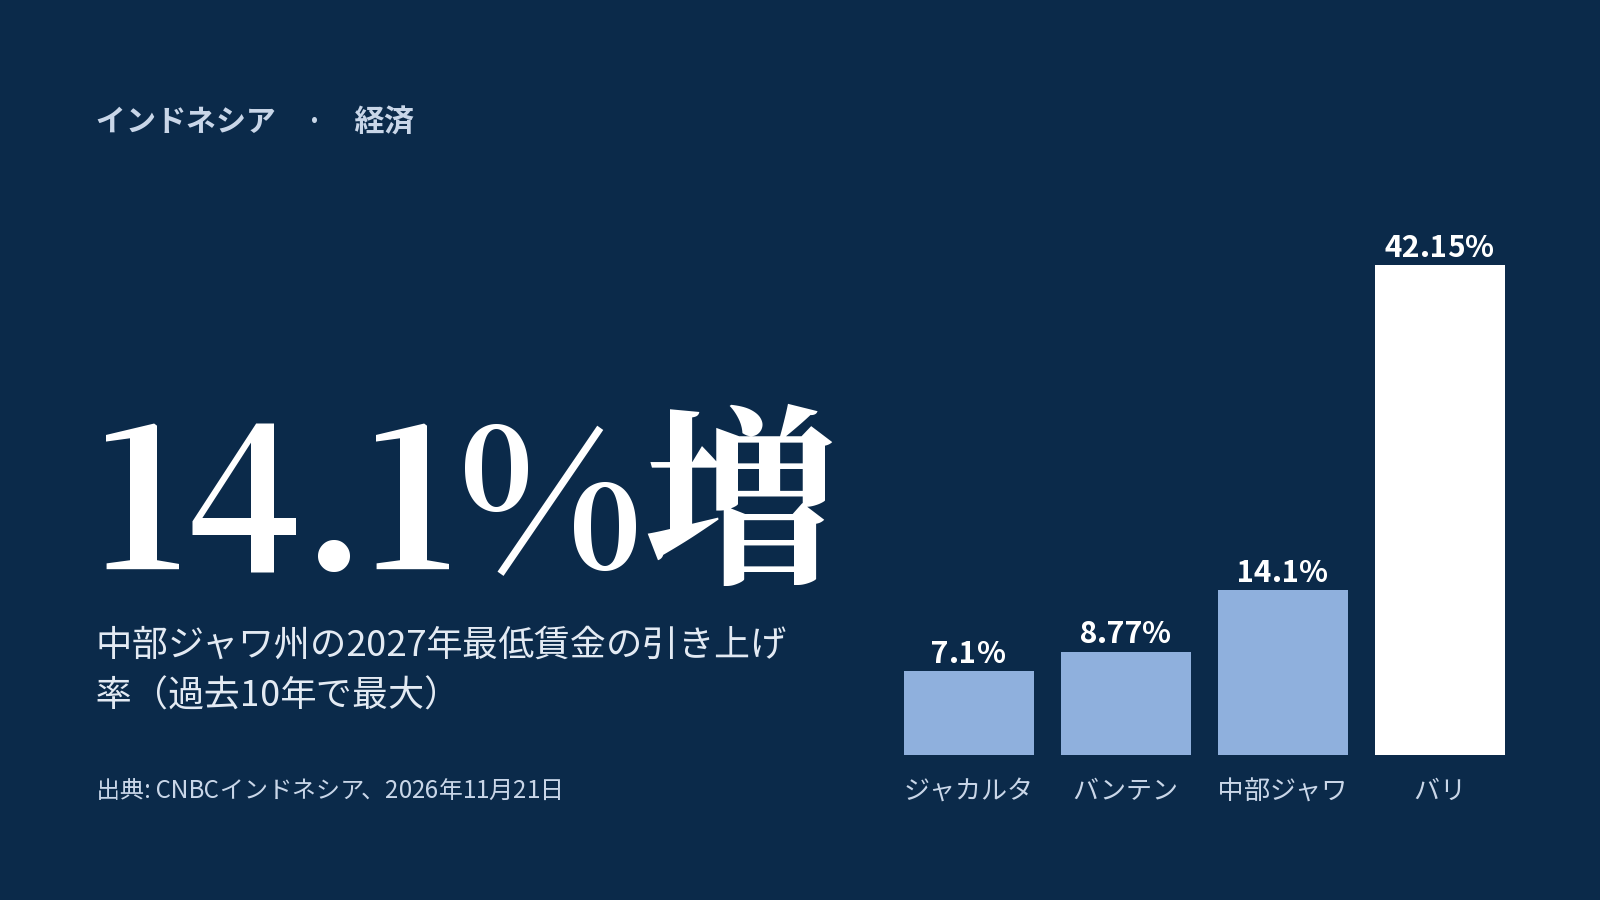 インドネシア · 経済
14.1%増
中部ジャワ州の2027年最低賃金の引き上げ
率（過去10年で最大）
出典: CNBCインドネシア、2026年11月21日
7.1%
8.77%
14.1%
42.15%
ジャカルタ
バンテン
中部ジャワ
バリ